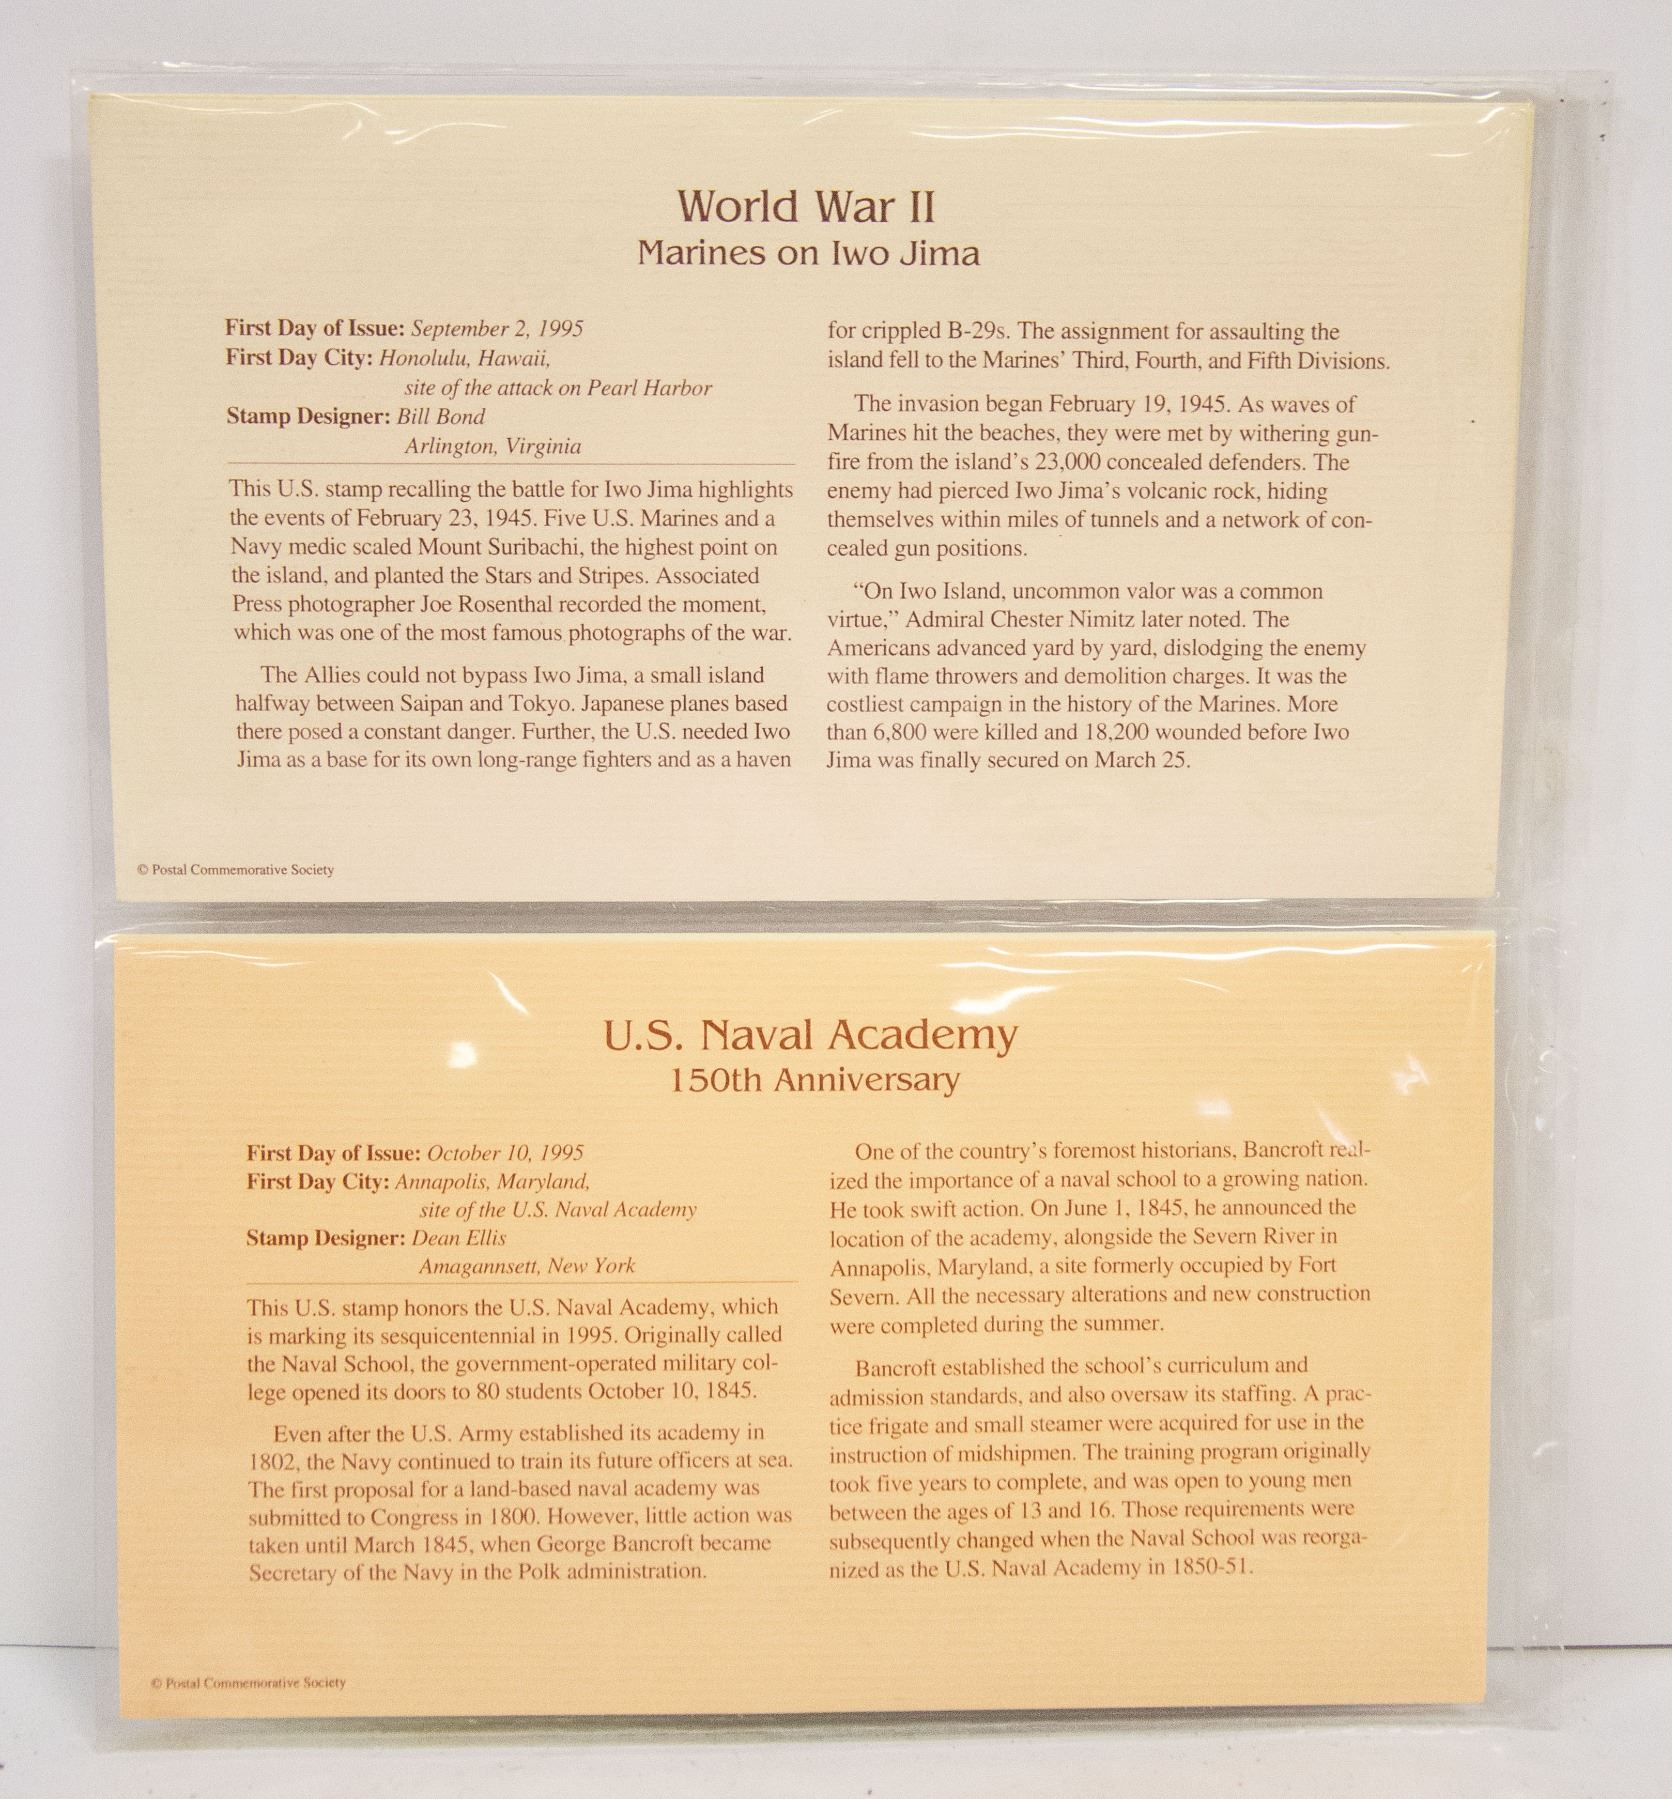 World War II
Marines on Iwo Jima
First Day of Issue: September 2, 1995
First Day City: Honolulu, Hawaii,
site of the attack on Pearl Harbor
Stamp Designer: Bill Bond
Arlington, Virginia
This U.S. stamp recalling the battle for Iwo Jima highlights
the events of February 23, 1945. Five U.S. Marines and a
Navy medic scaled Mount Suribachi, the highest point on
the island, and planted the Stars and Stripes. Associated
Press photographer Joe Rosenthal recorded the moment,
which was one of the most famous photographs of the war.
The Allies could not bypass Iwo Jima, a small island
halfway between Saipan and Tokyo. Japanese planes based
there posed a constant danger. Further, the U.S. needed Iwo
Jima as a base for its own long-range fighters and as a haven
for crippled B-29s. The assignment for assaulting the
island fell to the Marines' Third, Fourth, and Fifth Divisions.
The invasion began February 19, 1945. As waves of
Marines hit the beaches, they were met by withering gun-
fire from the island's 23,000 concealed defenders. The
enemy had pierced Iwo Jima's volcanic rock, hiding
themselves within miles of tunnels and a network of con-
cealed gun positions.
"On Iwo Island, uncommon valor was a common
virtue," Admiral Chester Nimitz later noted. The
Americans advanced yard by yard, dislodging the enemy
with flame throwers and demolition charges. It was the
costliest campaign in the history of the Marines. More
than 6,800 were killed and 18,200 wounded before Iwo
Jima was finally secured on March 25.
© Postal Commemorative Society
U.S. Naval Academy
150th Anniversary
First Day of Issue: October 10, 1995
First Day City: Annapolis, Maryland,
site of the U.S. Naval Academy
Stamp Designer: Dean Ellis
Amagannsett, New York
This U.S. stamp honors the U.S. Naval Academy, which
is marking its sesquicentennial in 1995. Originally called
the Naval School, the government-operated military col-
lege opened its doors to 80 students October 10, 1845.
Even after the U.S. Army established its academy in
1802, the Navy continued to train its future officers at sea.
The first proposal for a land-based naval academy was
submitted to Congress in 1800. However, little action was
taken until March 1845, when George Bancroft became
Secretary of the Navy in the Polk administration.
One of the country's foremost historians, Bancroft real-
ized the importance of a naval school to a growing nation.
He took swift action. On June 1, 1845, he announced the
location of the academy, alongside the Severn River in
Annapolis, Maryland, a site formerly occupied by Fort
Severn. All the necessary alterations and new construction
were completed during the summer.
Bancroft established the school's curriculum and
admission standards, and also oversaw its staffing. A prac-
tice frigate and small steamer were acquired for use in the
instruction of midshipmen. The training program originally
took five years to complete, and was open to young men
between the ages of 13 and 16. Those requirements were
subsequently changed when the Naval School was reorga-
nized as the U.S. Naval Academy in 1850-51.
© Postal Commemorative Society